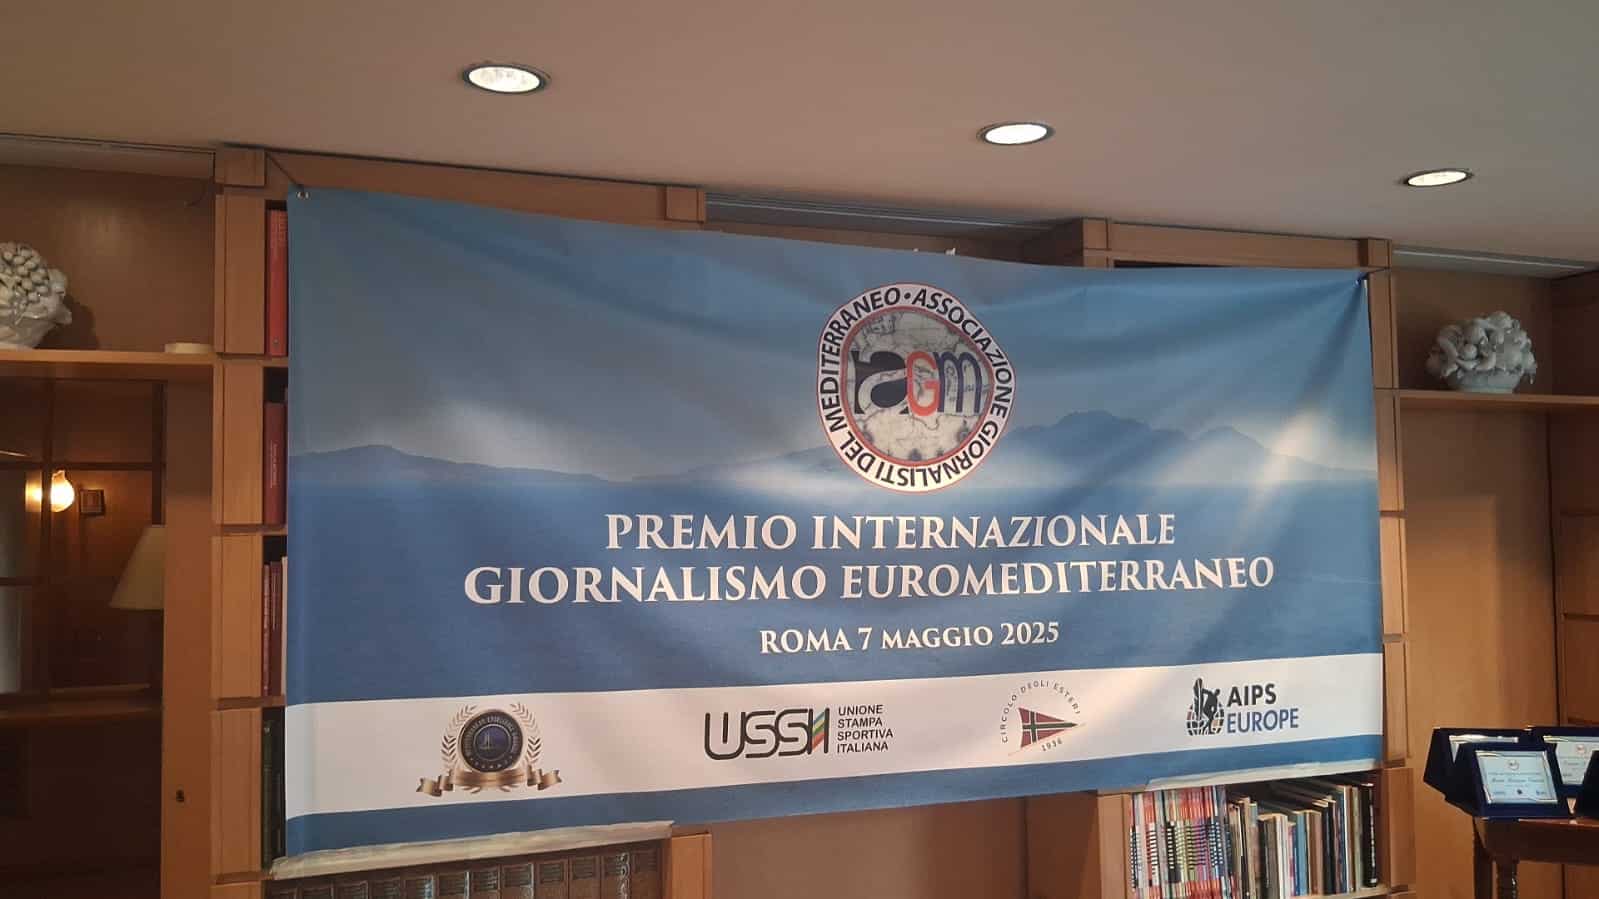 ASSOCIAZIONE GIORNALISTI DEL MEDITERRANEO •
AGM
PREMIO INTERNAZIONALE
GIORNALISMO EUROMEDITERRANEO
ROMA 7 MAGGIO 2025
USSI
UNIONE
STAMPA
SPORTIVA
ITALIANA
CIRCOLO DEGLI ESTERI
1936
AIPS
EUROPE